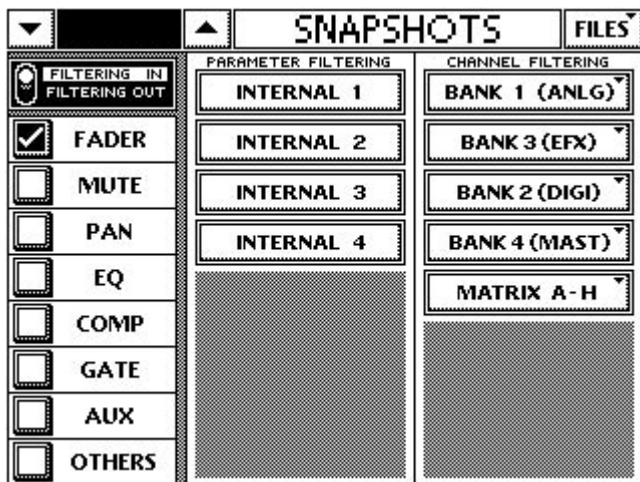 SNAPSHOTS
FILES
FILTERING IN
FILTERING OUT
FADER
MUTE
PAN
EQ
COMP
GATE
AUX
OTHERS
PARAMETER FILTERING
INTERNAL 1
INTERNAL 2
INTERNAL 3
INTERNAL 4
CHANNEL FILTERING
BANK 1 (ANLG)
BANK 3 (EFX)
BANK 2 (DIGI)
BANK 4 (MAST)
MATRIX A-H